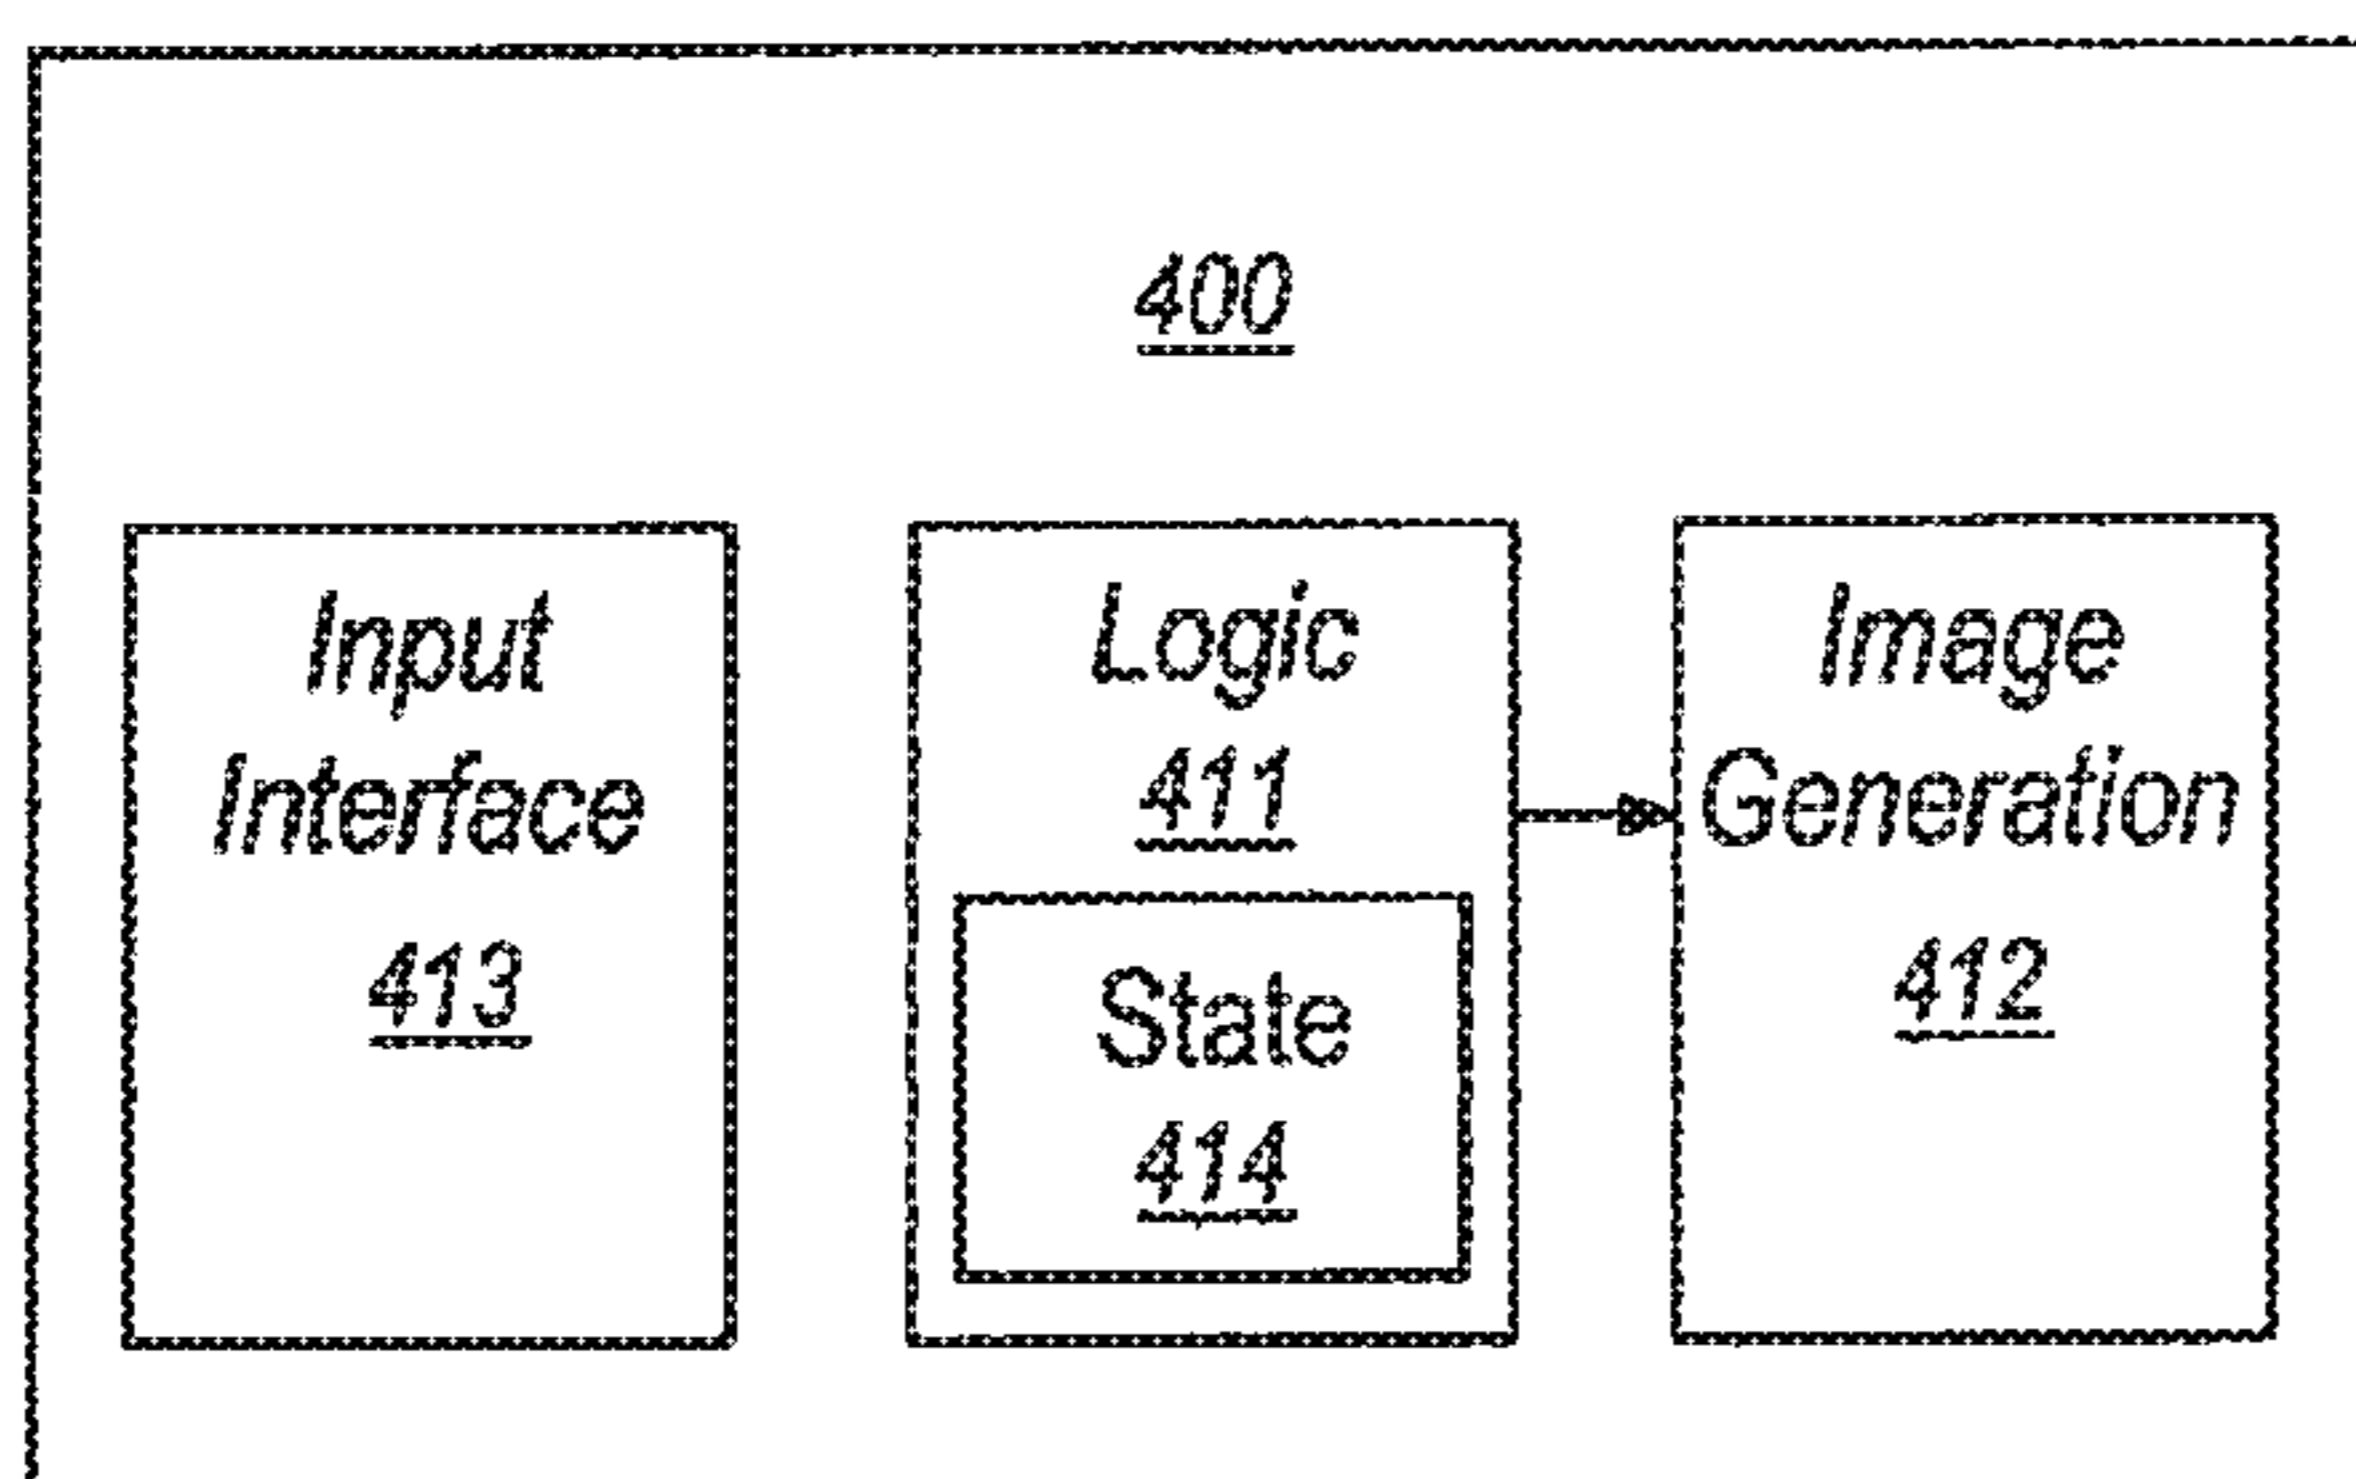 400
Input
Interface
413
Logic
411
State
414
Image
Generation
412